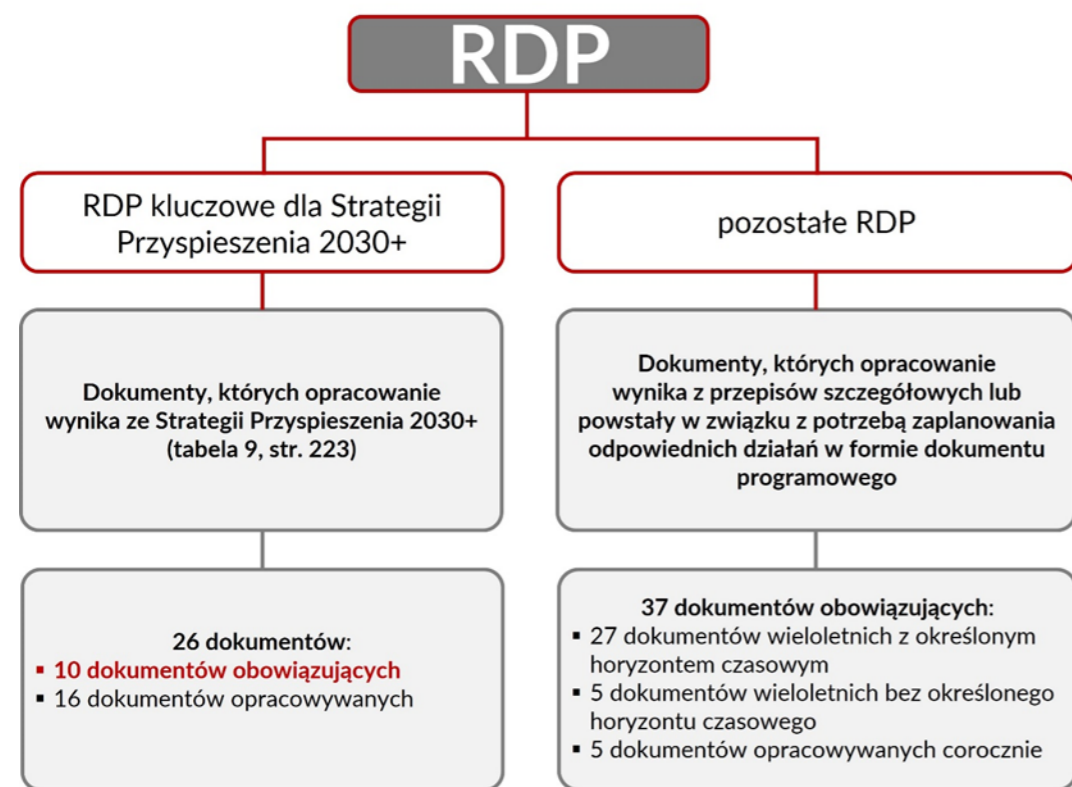 RDP
RDP kluczowe dla Strategii
Przyspieszenia 2030+
pozostałe RDP
Dokumenty, których opracowanie
wynika ze Strategii Przyspieszenia 2030+
(tabela 9, str. 223)
Dokumenty, których opracowanie
wynika z przepisów szczegółowych lub
powstały w związku z potrzebą zaplanowania
odpowiednich działań w formie dokumentu
programowego
26 dokumentów:
▪ 10 dokumentów obowiązujących
▪ 16 dokumentów opracowywanych
37 dokumentów obowiązujących:
▪ 27 dokumentów wieloletnich z określonym
horyzontem czasowym
▪ 5 dokumentów wieloletnich bez określonego
horyzontu czasowego
▪ 5 dokumentów opracowywanych corocznie